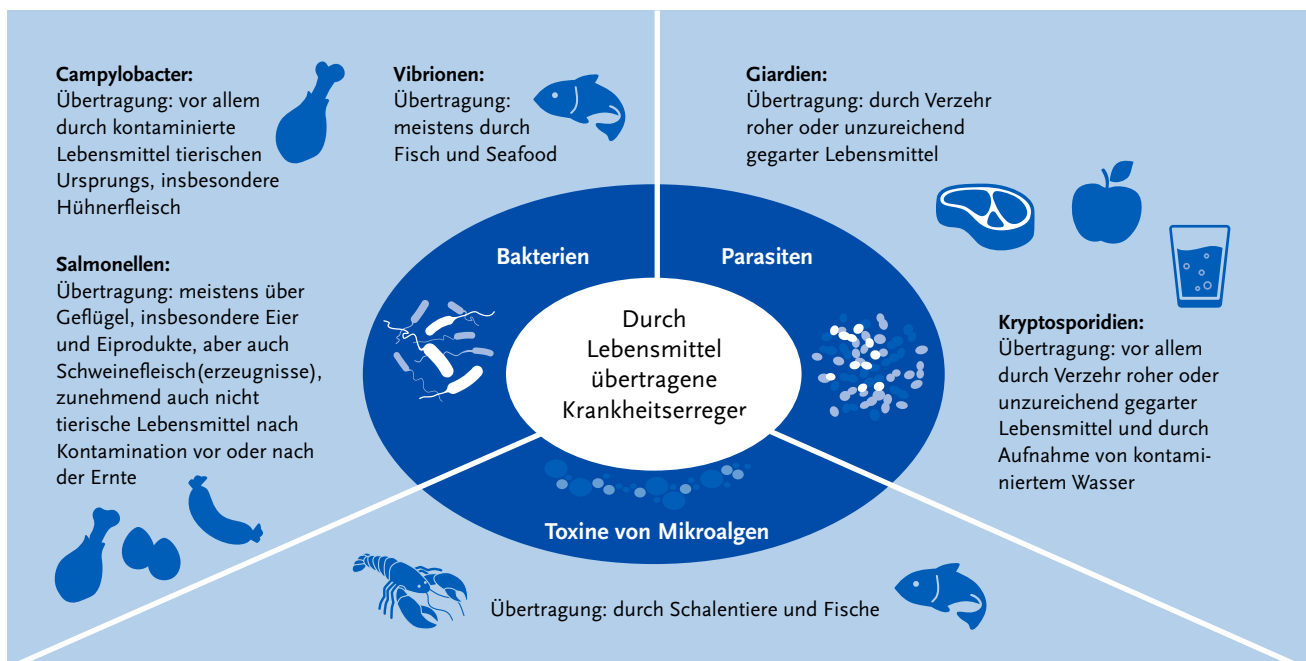 Campylobacter:
Übertragung: vor allem
durch kontaminierte
Lebensmittel tierischen
Ursprungs, insbesondere
Hühnerfleisch
Salmonellen:
Übertragung: meistens über
Geflügel, insbesondere Eier
und Eiprodukte, aber auch
Schweinefleisch(erzeugnisse),
zunehmend auch nicht
tierische Lebensmittel nach
Kontamination vor oder nach
der Ernte
Vibrionen:
Übertragung:
meistens durch
Fisch und Seafood
Giardien:
Übertragung: durch Verzehr
roher oder unzureichend
gegarter Lebensmittel
Kryptosporidien:
Übertragung: vor allem
durch Verzehr roher oder
unzureichend gegarter
Lebensmittel und durch
Aufnahme von kontami-
niertem Wasser
Bakterien
Parasiten
Durch
Lebensmittel
übertragene
Krankheitserreger
Toxine von Mikroalgen
Übertragung: durch Schalentiere und Fische